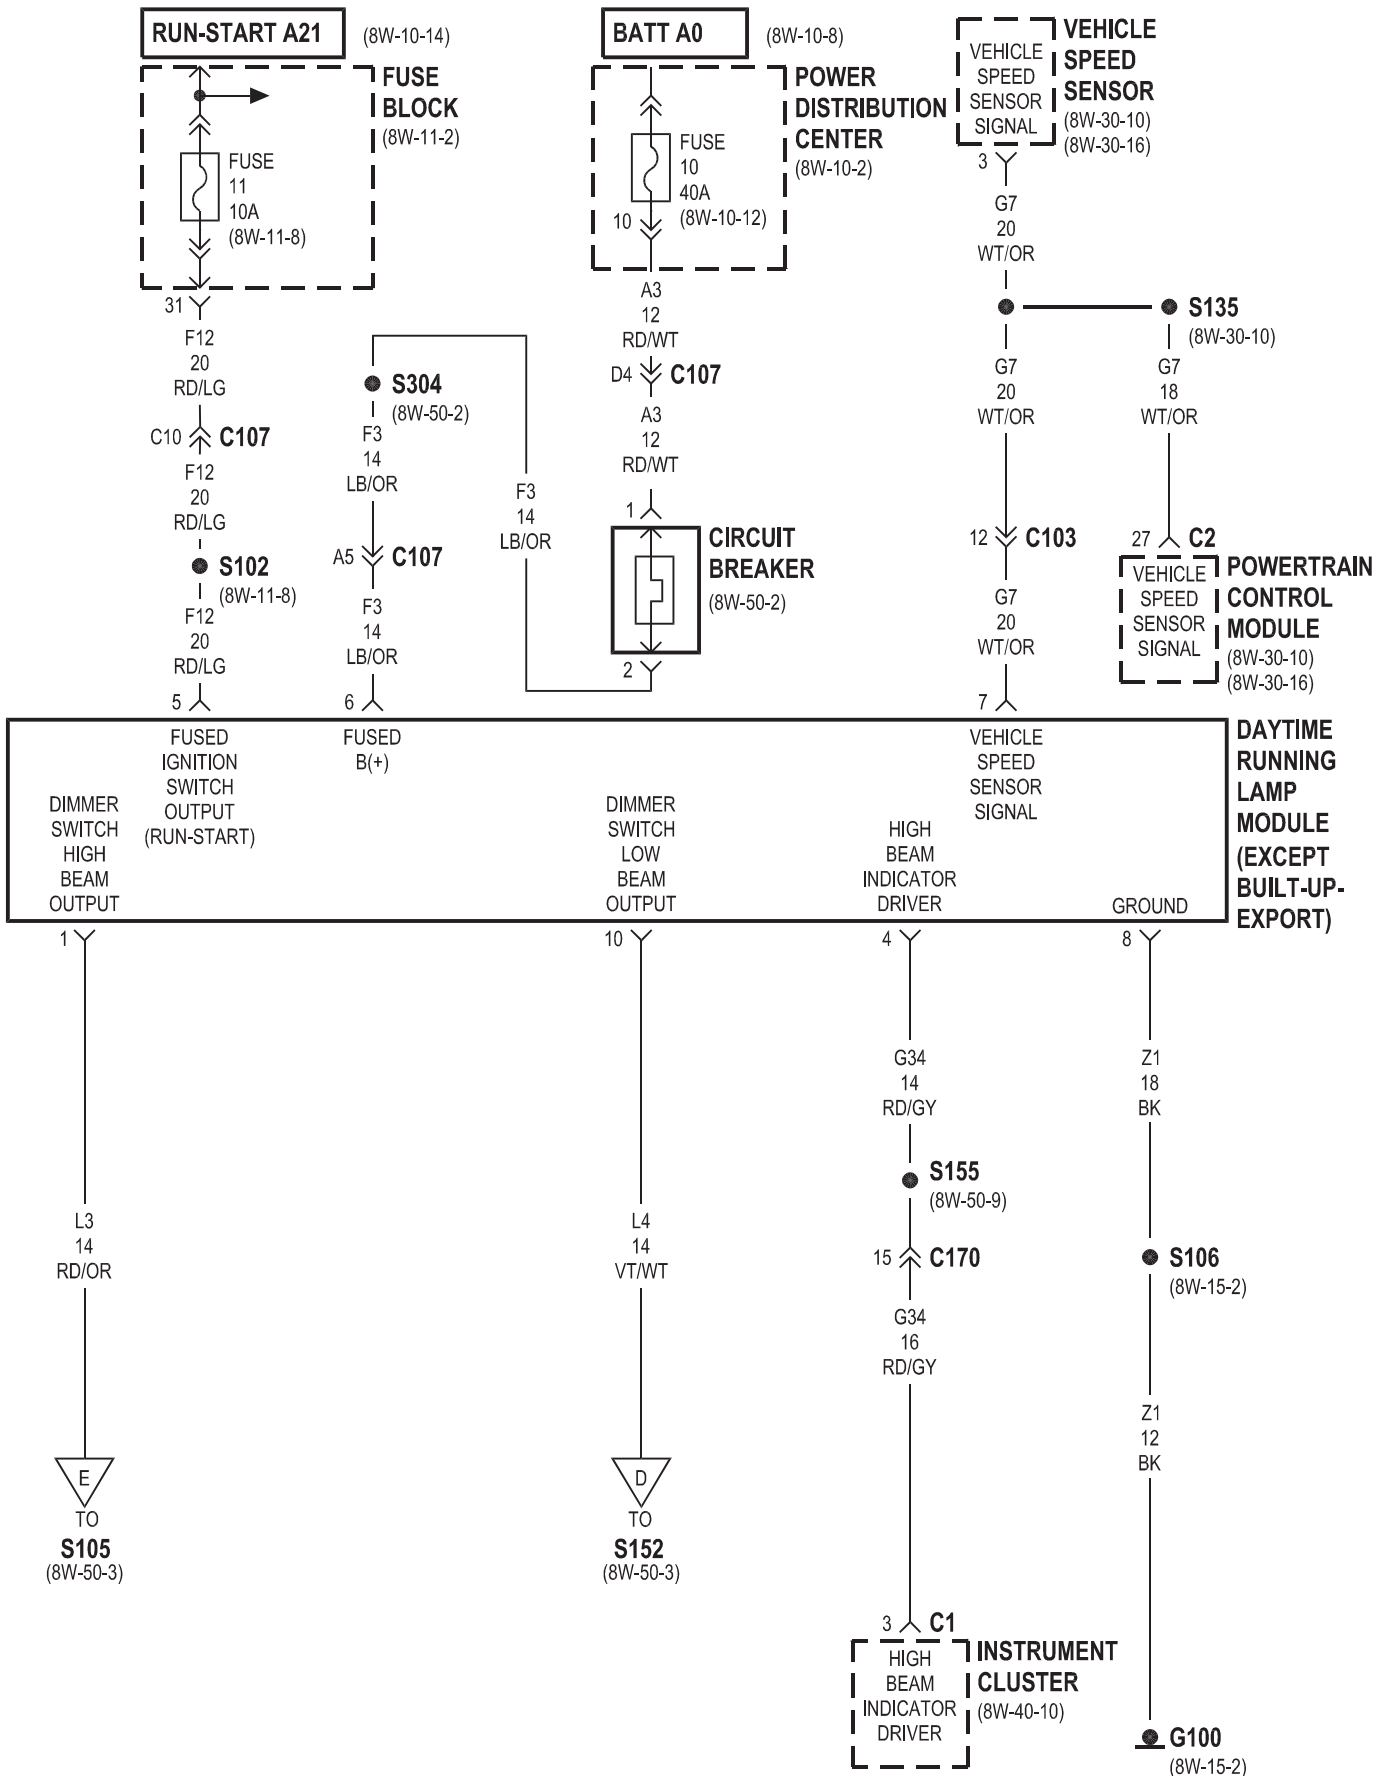 RUN-START A21
(8W-10-14)
FUSE
BLOCK
(8W-11-2)
FUSE
11
10A
(8W-11-8)
31
F12
20
RD/LG
C10
C107
F12
20
RD/LG
S102
(8W-11-8)
F12
20
RD/LG
5
S304
(8W-50-2)
F3
14
LB/OR
A5
C107
F3
14
LB/OR
6
F3
14
LB/OR
BATT A0
(8W-10-8)
POWER
DISTRIBUTION
CENTER
(8W-10-2)
FUSE
10
40A
(8W-10-12)
10
A3
12
RD/WT
D4
C107
A3
12
RD/WT
1
CIRCUIT
BREAKER
(8W-50-2)
2
VEHICLE
SPEED
SENSOR
SIGNAL
VEHICLE
SPEED
SENSOR
(8W-30-10)
(8W-30-16)
3
G7
20
WT/OR
S135
(8W-30-10)
G7
20
WT/OR
G7
18
WT/OR
12
C103
G7
20
WT/OR
7
27
C2
VEHICLE
SPEED
SENSOR
SIGNAL
POWERTRAIN
CONTROL
MODULE
(8W-30-10)
(8W-30-16)
FUSED
IGNITION
SWITCH
OUTPUT
(RUN-START)
FUSED
B(+)
VEHICLE
SPEED
SENSOR
SIGNAL
DIMMER
SWITCH
HIGH
BEAM
OUTPUT
DIMMER
SWITCH
LOW
BEAM
OUTPUT
HIGH
BEAM
INDICATOR
DRIVER
GROUND
DAYTIME
RUNNING
LAMP
MODULE
(EXCEPT
BUILT-UP-
EXPORT)
1
10
4
8
L3
14
RD/OR
E
TO
S105
(8W-50-3)
L4
14
VT/WT
D
TO
S152
(8W-50-3)
G34
14
RD/GY
S155
(8W-50-9)
15
C170
G34
16
RD/GY
3
C1
HIGH
BEAM
INDICATOR
DRIVER
INSTRUMENT
CLUSTER
(8W-40-10)
Z1
18
BK
S106
(8W-15-2)
Z1
12
BK
G100
(8W-15-2)